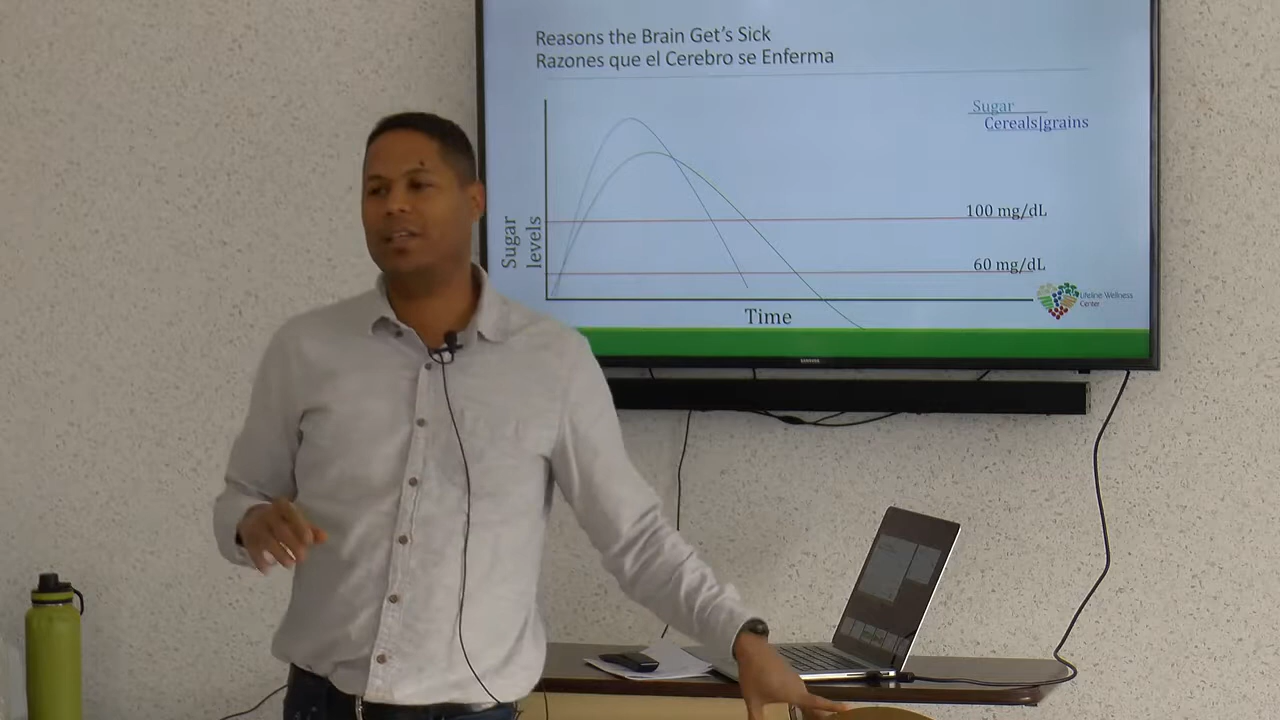 Reasons the Brain Get's Sick
Razones que el Cerebro se Enferma
Sugar
Cereals|grains
100 mg/dL
Sugar
levels
60 mg/dL
Time
Lifeline Wellness
Center
SAMSUNG